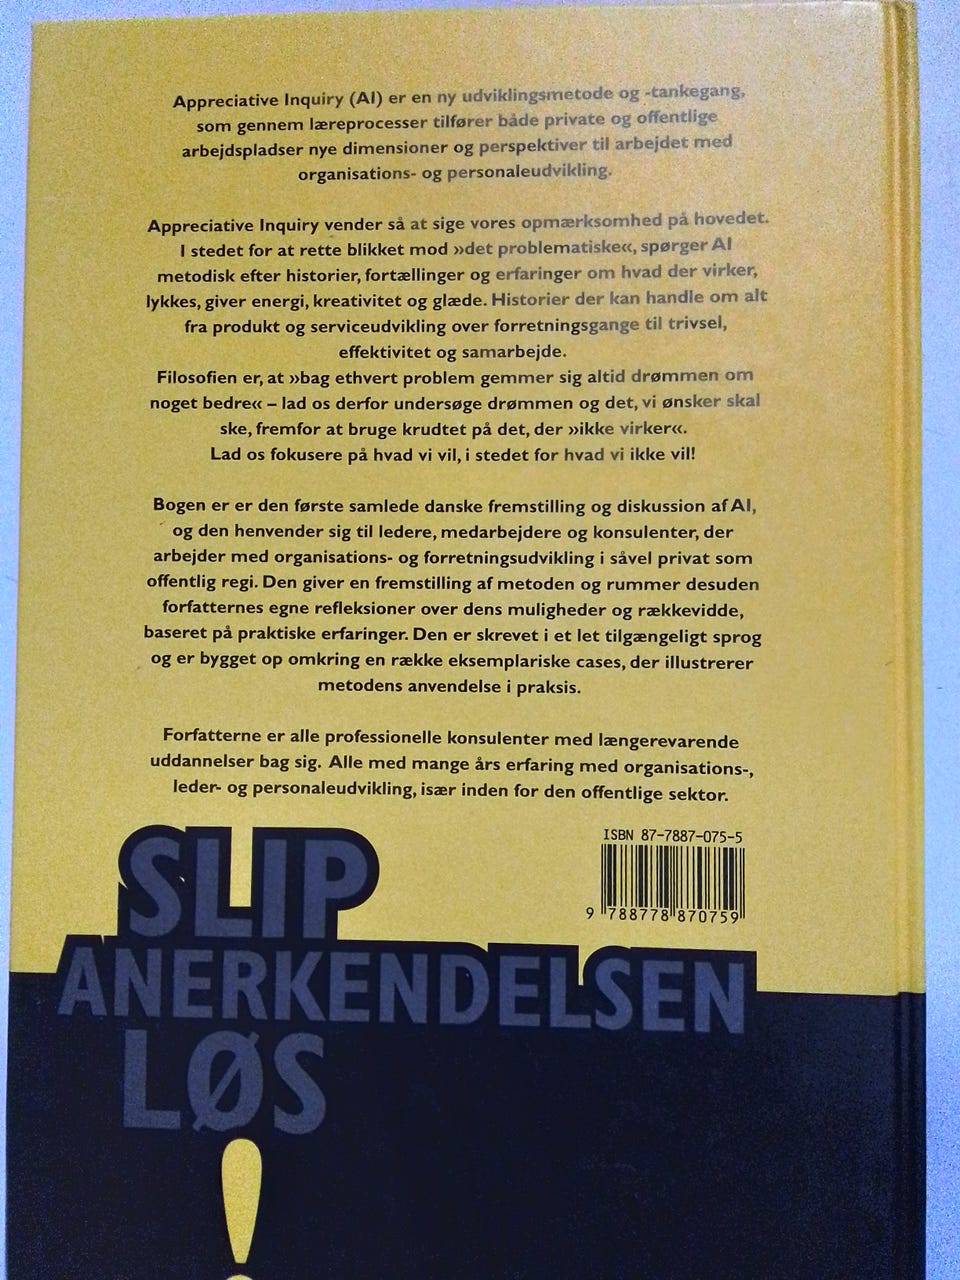 Appreciative Inquiry (AI) er en ny udviklingsmetode og -tankegang,
som gennem læreprocesser tilfører både private og offentlige
arbejdspladser nye dimensioner og perspektiver til arbejdet med
organisations- og personaleudvikling.
Appreciative Inquiry vender så at sige vores opmærksomhed på hovedet.
I stedet for at rette blikket mod »det problematiske«, spørger AI
metodisk efter historier, fortællinger og erfaringer om hvad der virker,
lykkes, giver energi, kreativitet og glæde. Historier der kan handle om alt
fra produkt og serviceudvikling over forretningsgange til trivsel,
effektivitet og samarbejde.
Filosofien er, at »bag ethvert problem gemmer sig altid drømmen om
noget bedre« – lad os derfor undersøge drømmen og det, vi ønsker skal
ske, fremfor at bruge krudtet på det, der »ikke virker«.
Lad os fokusere på hvad vi vil, i stedet for hvad vi ikke vil!
Bogen er er den første samlede danske fremstilling og diskussion af AI,
og den henvender sig til ledere, medarbejdere og konsulenter, der
arbejder med organisations- og forretningsudvikling i såvel privat som
offentlig regi. Den giver en fremstilling af metoden og rummer desuden
forfatternes egne refleksioner over dens muligheder og rækkevidde,
baseret på praktiske erfaringer. Den er skrevet i et let tilgængeligt sprog
og er bygget op omkring en række eksemplariske cases, der illustrerer
metodens anvendelse i praksis.
Forfatterne er alle professionelle konsulenter med længerevarende
uddannelser bag sig. Alle med mange års erfaring med organisations-,
leder- og personaleudvikling, især inden for den offentlige sektor.
ISBN 87-7887-075-5
9 788778 870759
SLIP
ANERKENDELSEN
LØS
!